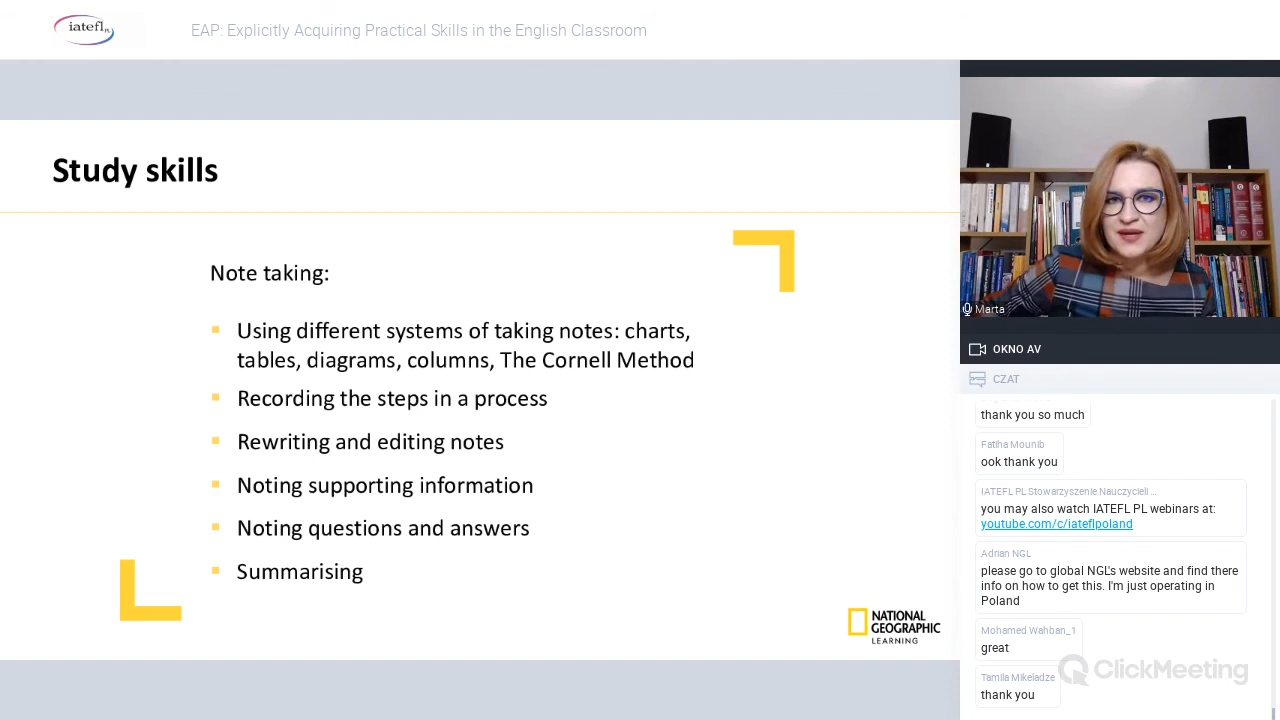 iatefl PL
EAP: Explicitly Acquiring Practical Skills in the English Classroom
Study skills
Note taking:
Using different systems of taking notes: charts,
tables, diagrams, columns, The Cornell Method
Recording the steps in a process
Rewriting and editing notes
Noting supporting information
Noting questions and answers
Summarising
NATIONAL
GEOGRAPHIC
LEARNING
Marta
OKNO AV
CZAT
thank you so much
Fatiha Mounib
ook thank you
IATEFL PL Stowarzyszenie Nauczycieli ...
you may also watch IATEFL PL webinars at:
youtube.com/c/iateflpoland
Adrian NGL
please go to global NGL's website and find there
info on how to get this. I'm just operating in
Poland
Mohamed Wahban_1
great
Tamila Mikeladze
thank you
ClickMeeting